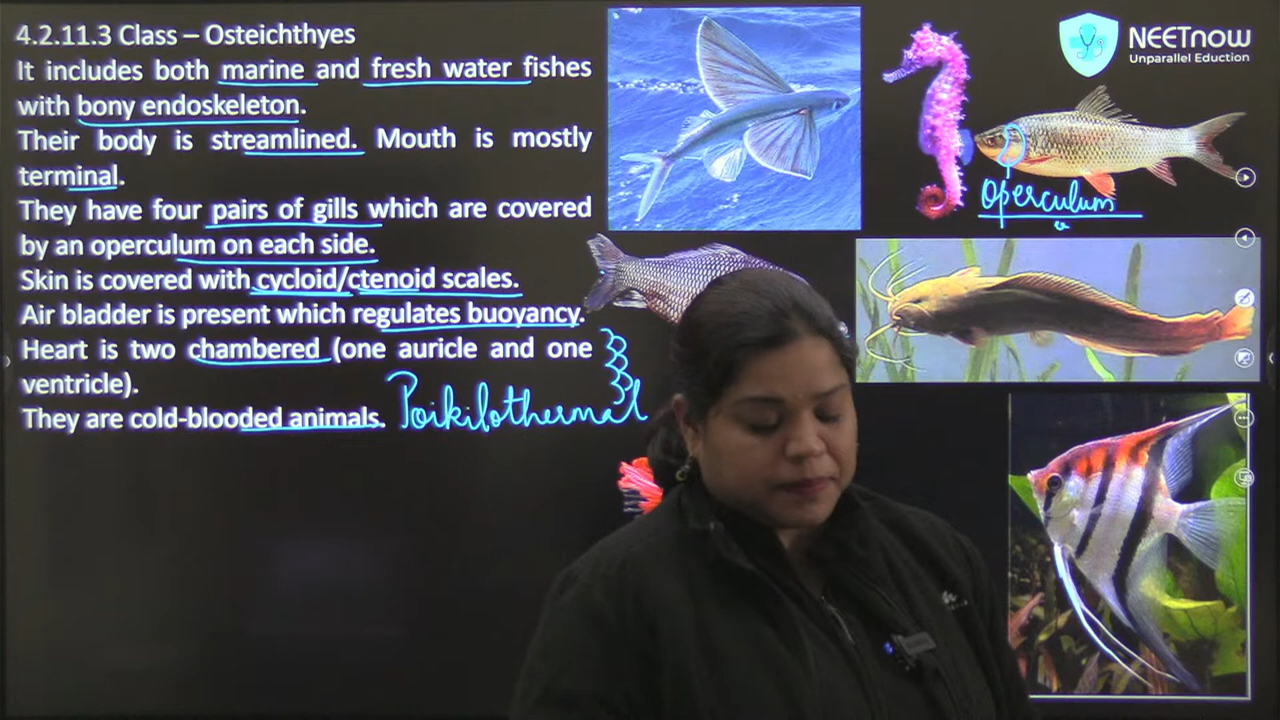 4.2.11.3 Class – Osteichthyes
It includes both marine and fresh water fishes
with bony endoskeleton.
Their body is streamlined. Mouth is mostly
terminal.
They have four pairs of gills which are covered
by an operculum on each side.
Skin is covered with cycloid/ctenoid scales.
Air bladder is present which regulates buoyancy.
Heart is two chambered (one auricle and one
ventricle).
They are cold-blooded animals. Poikilothermal
NEETnow
Unparallel Eduction
Operculum